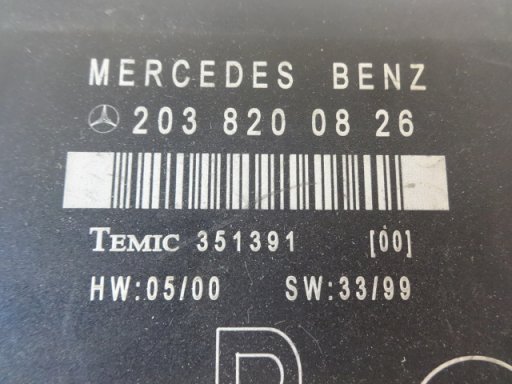 MERCEDES BENZ
203 820 08 26
TEMIC 351391 [00]
HW:05/00 SW:33/99